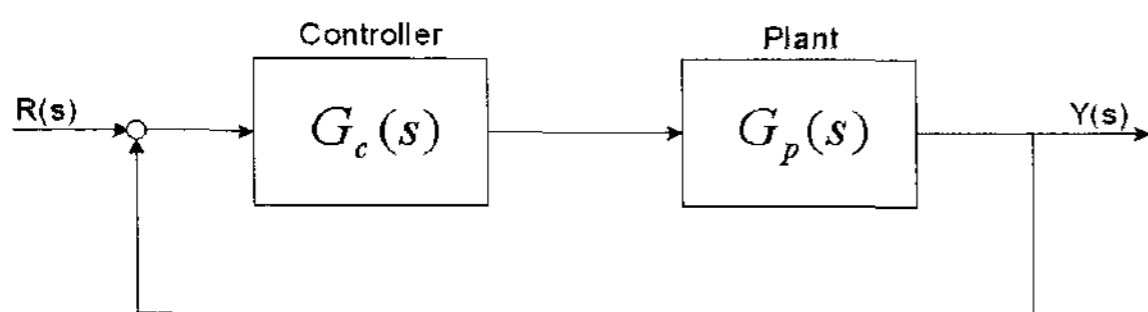 Controller
Plant
R(s)
G_c(s)
G_p(s)
Y(s)